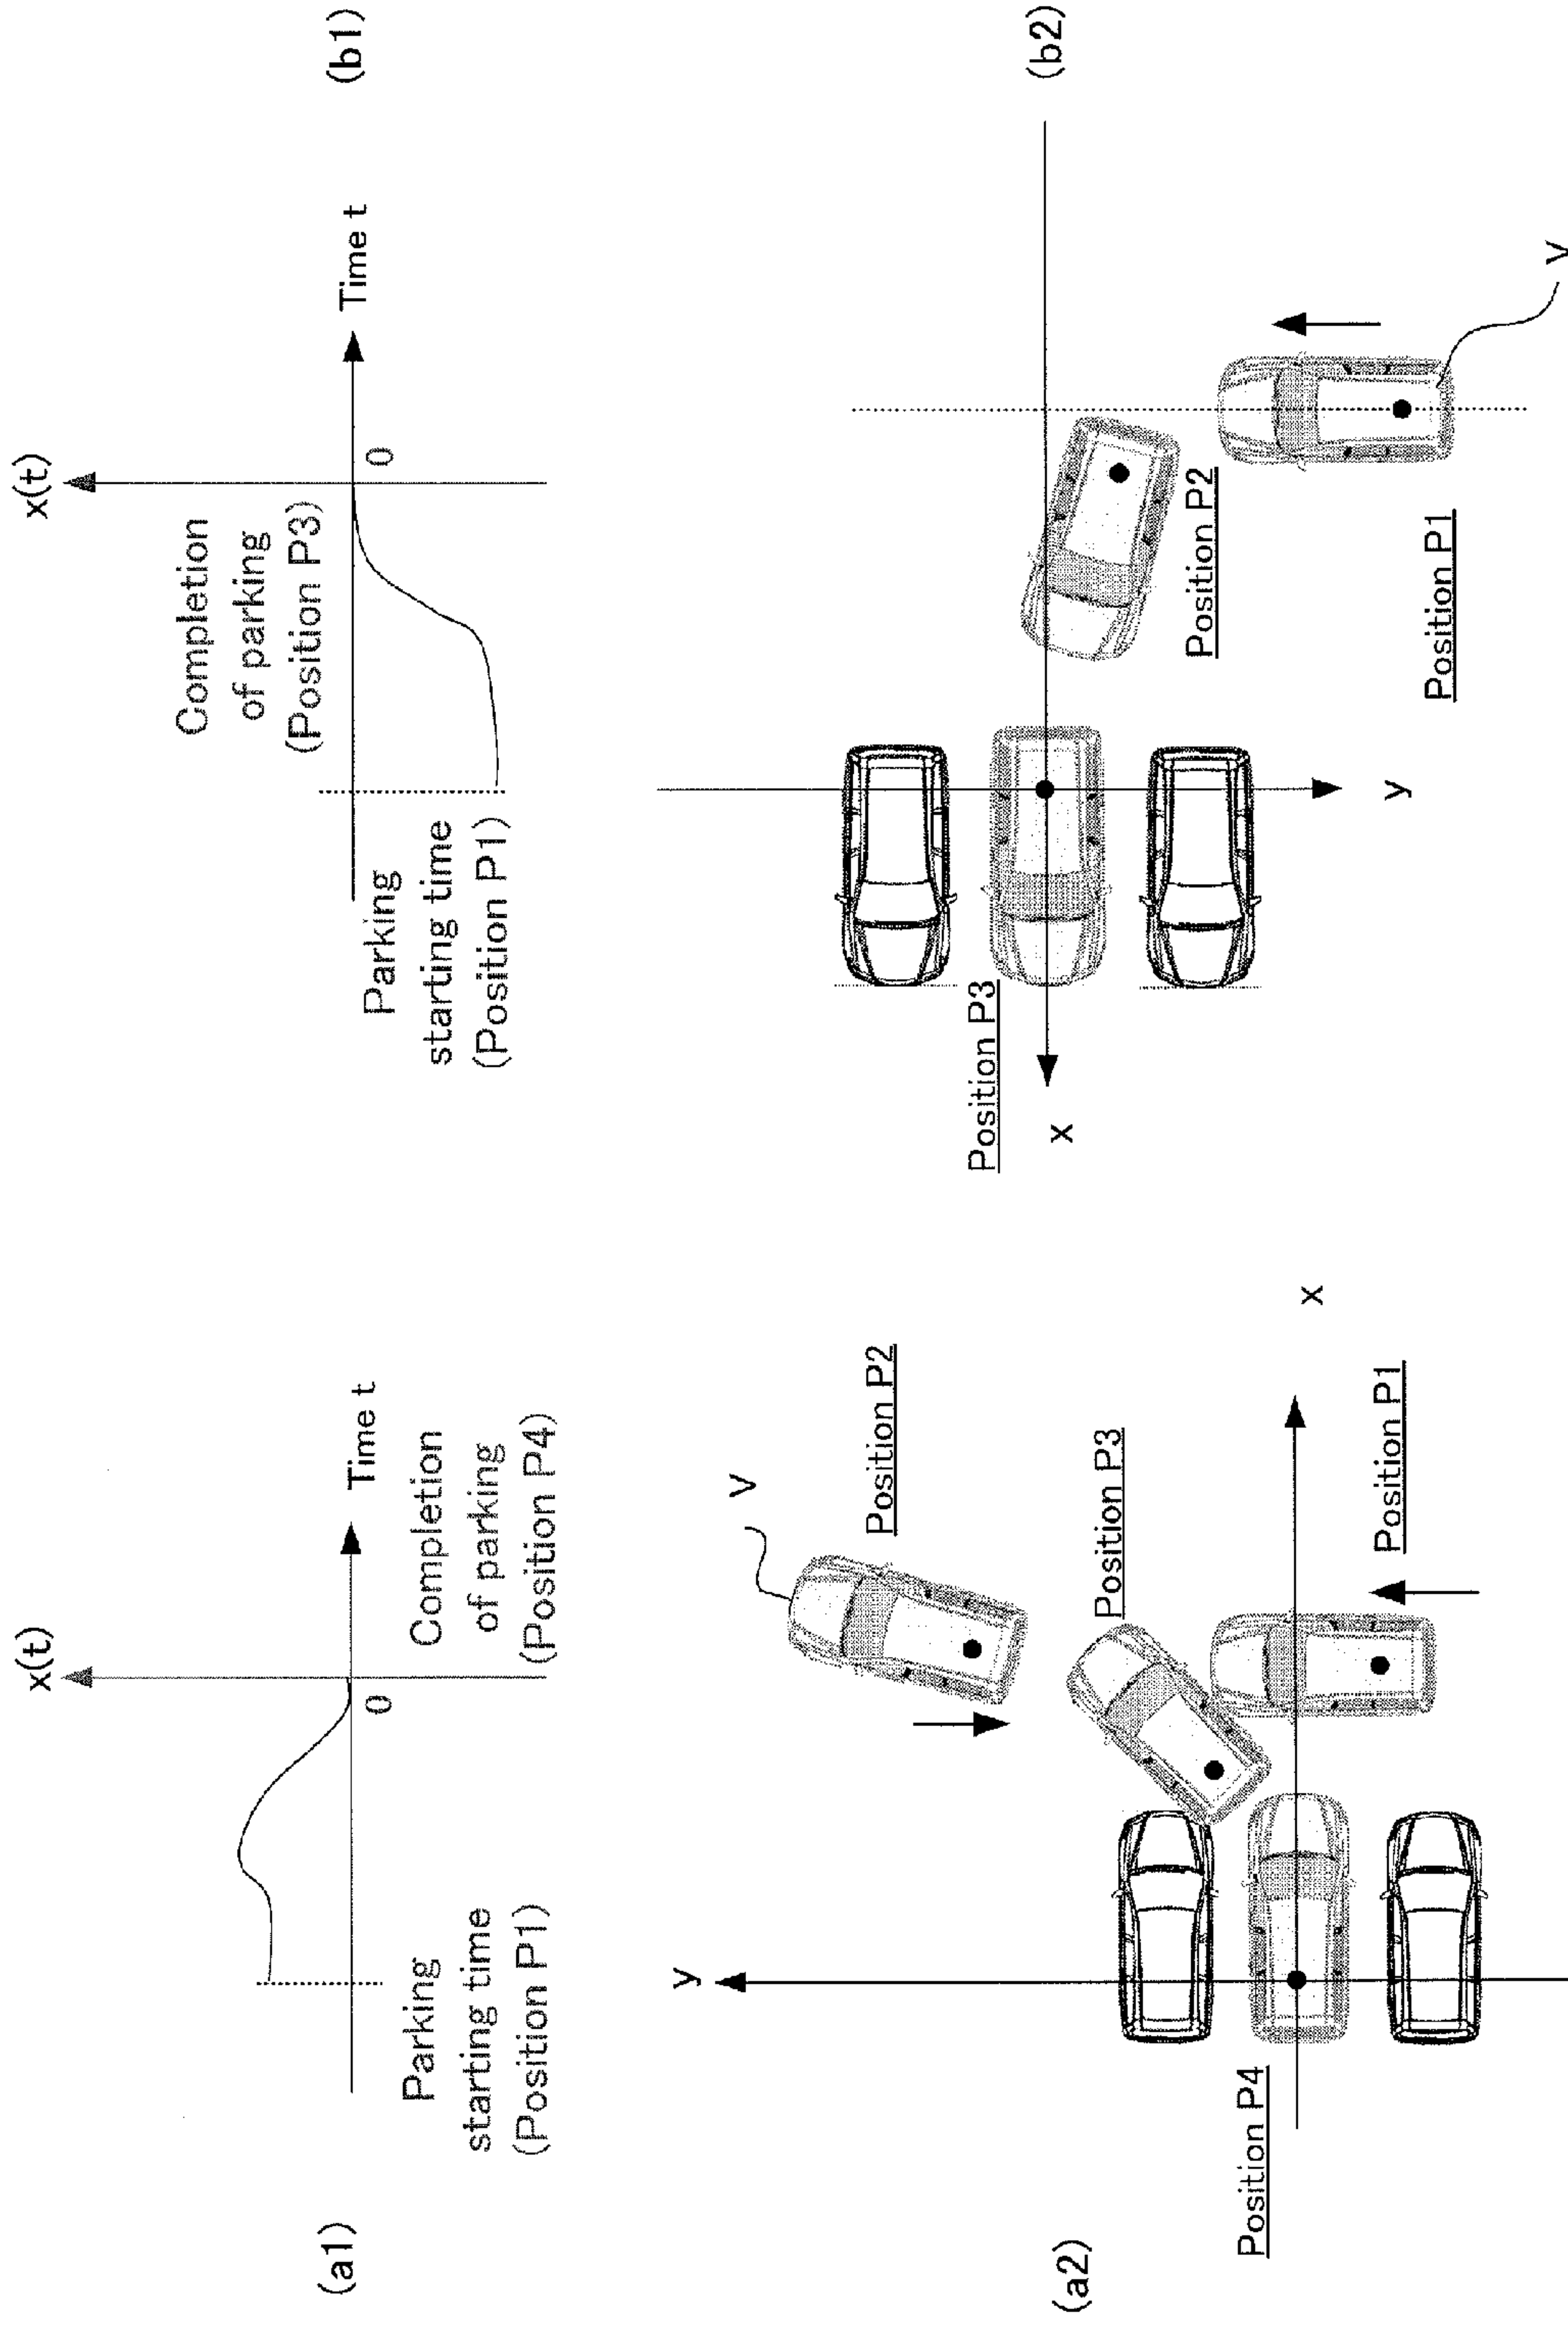 (a1)
x(t)
Time t
0
Parking
starting time
(Position P1)
Completion
of parking
(Position P4)
(a2)
y
x
V
Position P2
Position P3
Position P1
Position P4
(b1)
x(t)
Time t
0
Completion
of parking
(Position P3)
Parking
starting time
(Position P1)
(b2)
Position P3
x
y
Position P2
Position P1
V